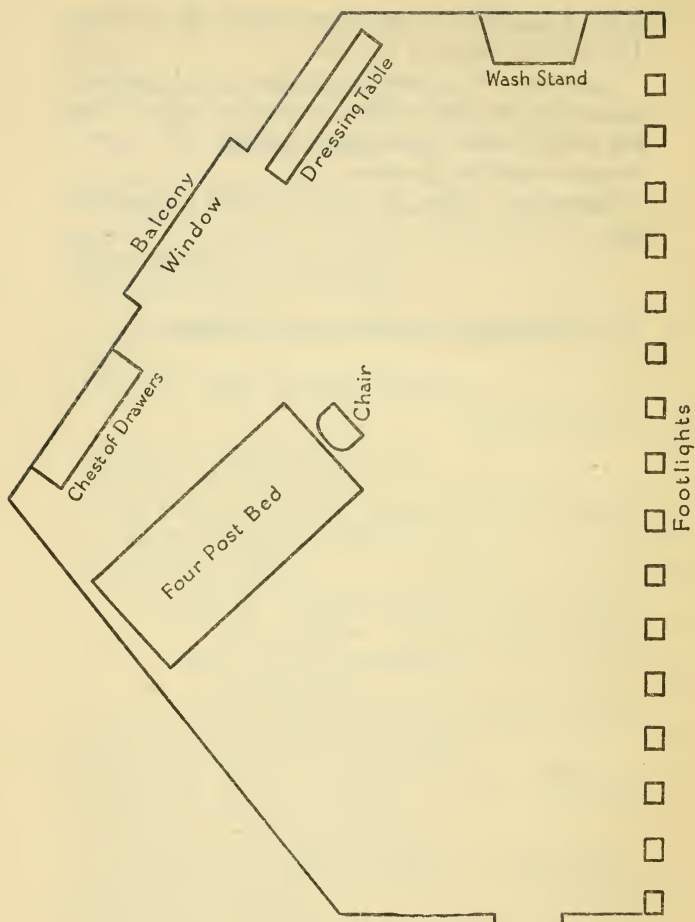 Wash Stand
Dressing Table
Balcony
Window
Chair
Chest of Drawers
Footlights
Four Post Bed